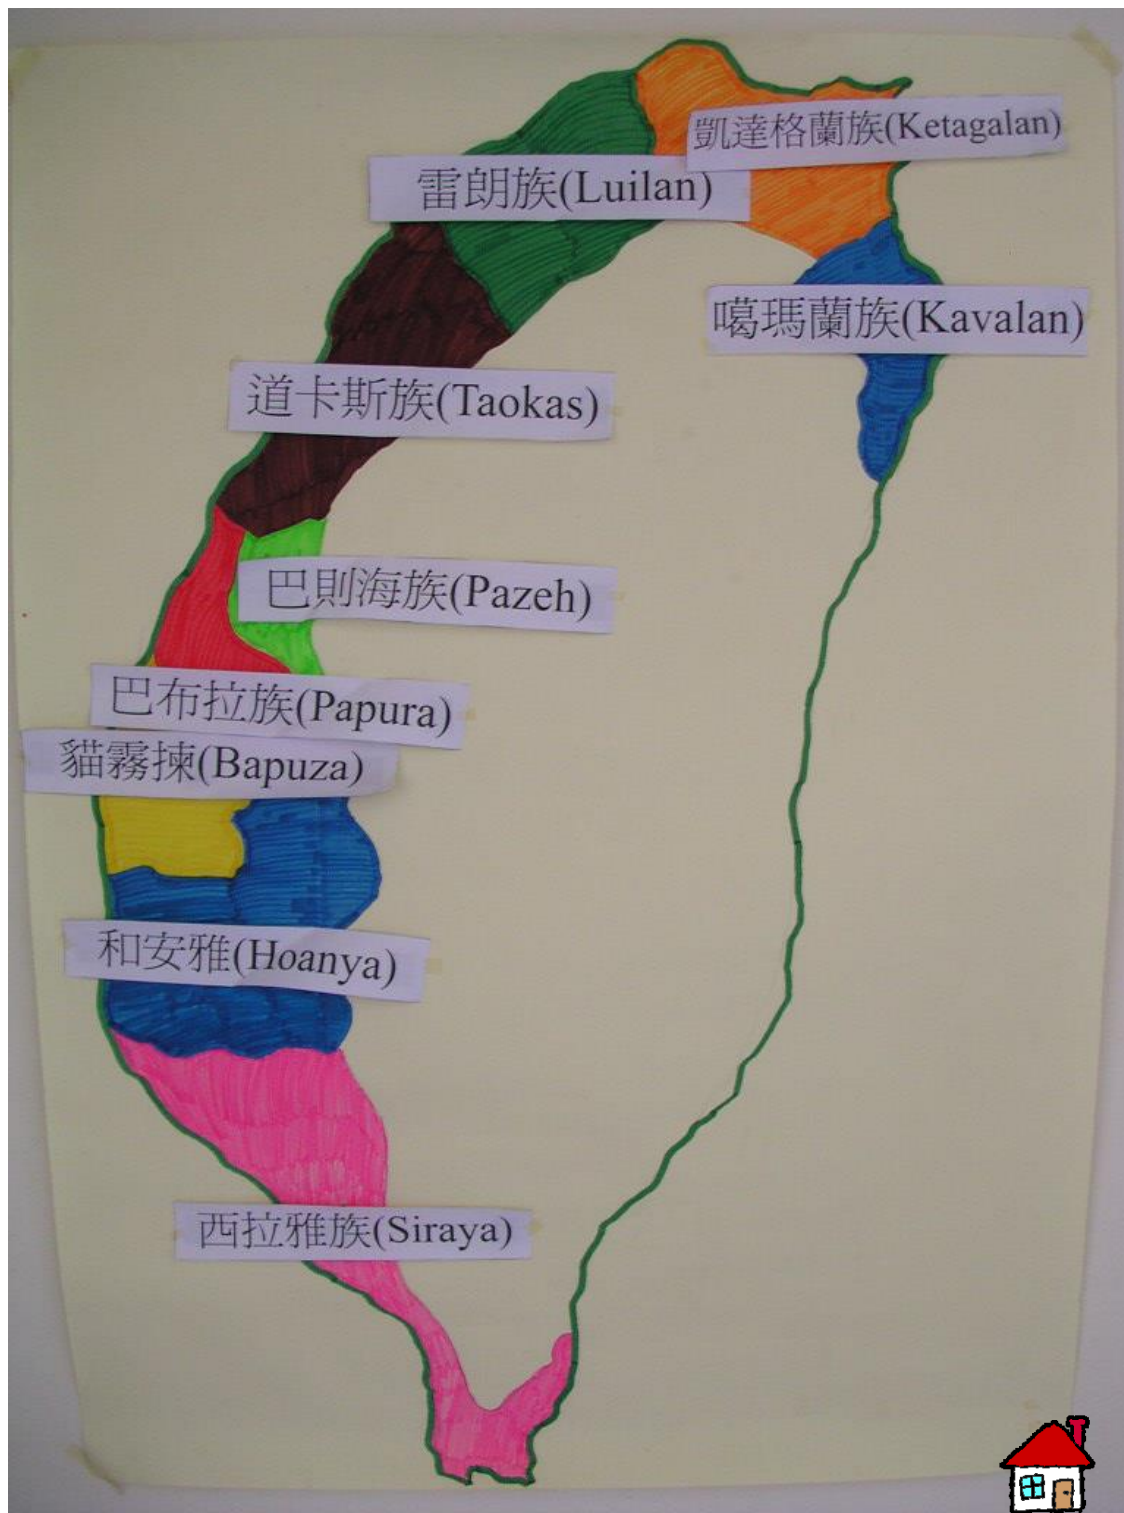 凱達格蘭族(Ketagalan)
雷朗族(Luilan)
噶瑪蘭族(Kavalan)
道卡斯族(Taokas)
巴則海族(Pazeh)
巴布拉族(Papura)
貓霧揀(Bapuza)
和安雅(Hoanya)
西拉雅族(Siraya)